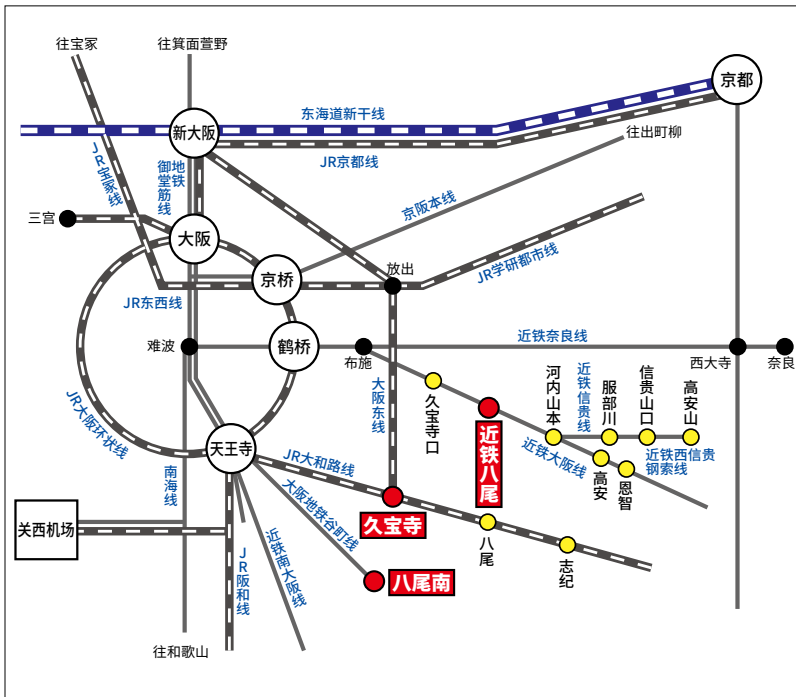 往宝冢
往箕面萱野
京都
东海道新干线
新大阪
往出町柳
JR京都线
JR宝冢线
地铁
御堂筋线
京阪本线
三宫
大阪
放出
京桥
JR学研都市线
JR东西线
近铁奈良线
鹤桥
难波
布施
西大寺
奈良
大阪东线
久宝寺口
近铁八尾
河内山本
近铁信贵线
服部川
信贵山口
高安山
JR大阪环状线
天王寺
JR大和路线
近铁大阪线
高安
恩智
近铁西信贵
钢索线
南海线
大阪地铁谷町线
久宝寺
八尾
志纪
关西机场
JR阪和线
近铁南大阪线
八尾南
往和歌山